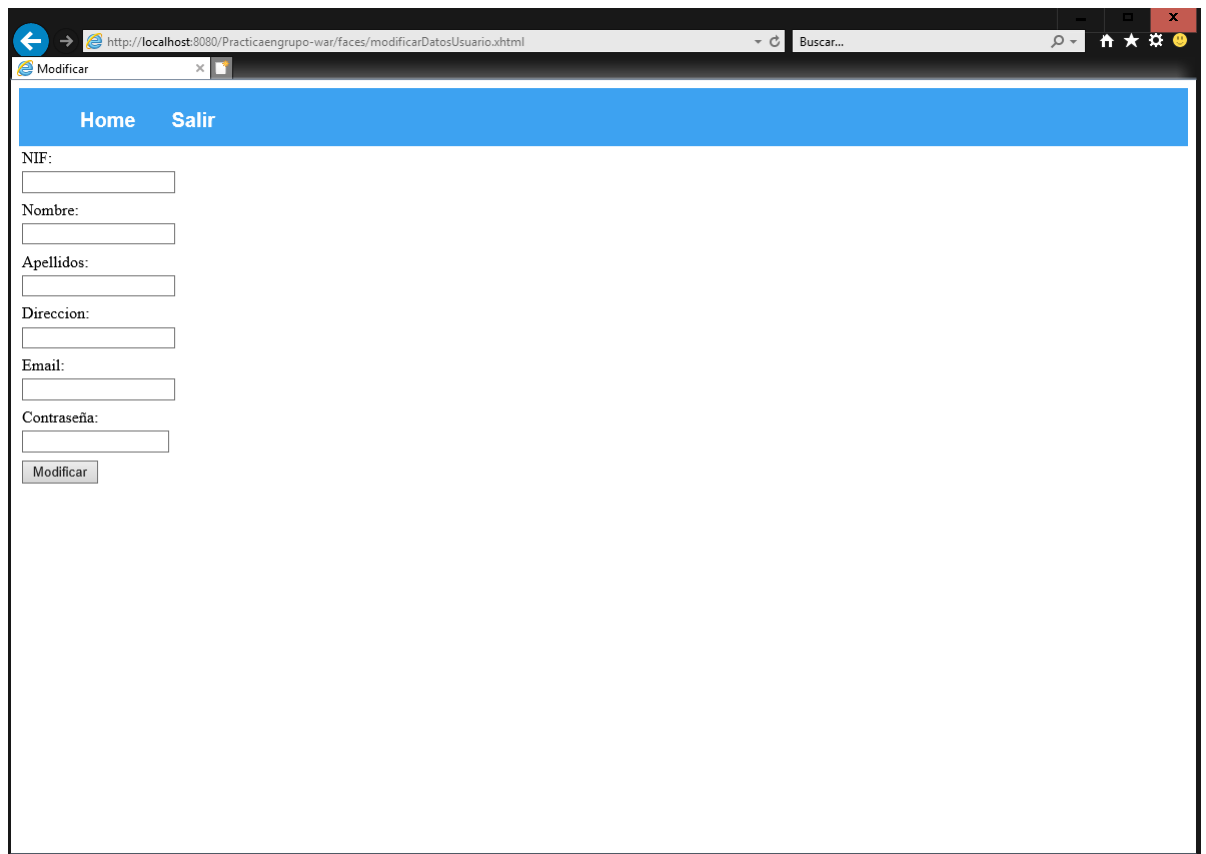 http://localhost:8080/Practicaengrupo-war/faces/modificarDatosUsuario.xhtml
Buscar...
Modificar
Home Salir
NIF:
Nombre:
Apellidos:
Direccion:
Email:
Contraseña:
Modificar